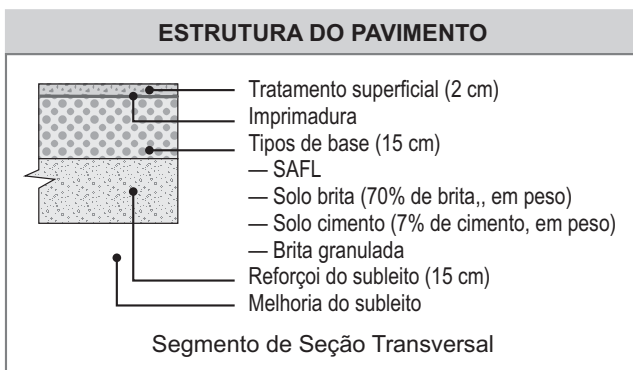 ESTRUTURA DO PAVIMENTO
Tratamento superficial (2 cm)
Imprimadura
Tipos de base (15 cm)
— SAFL
— Solo brita (70% de brita,, em peso)
— Solo cimento (7% de cimento, em peso)
— Brita granulada
Reforçoi do subleito (15 cm)
Melhoria do subleito
Segmento de Seção Transversal